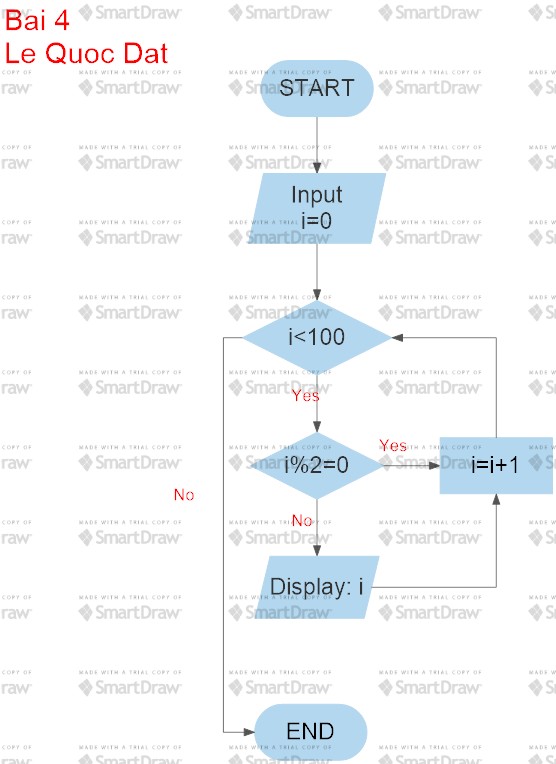 Bai 4
Le Quoc Dat
START
Input
i=0
i<100
Yes
i%2=0
Yes
i=i+1
No
No
Display: i
END
MADE WITH A TRIAL COPY OF
SmartDraw